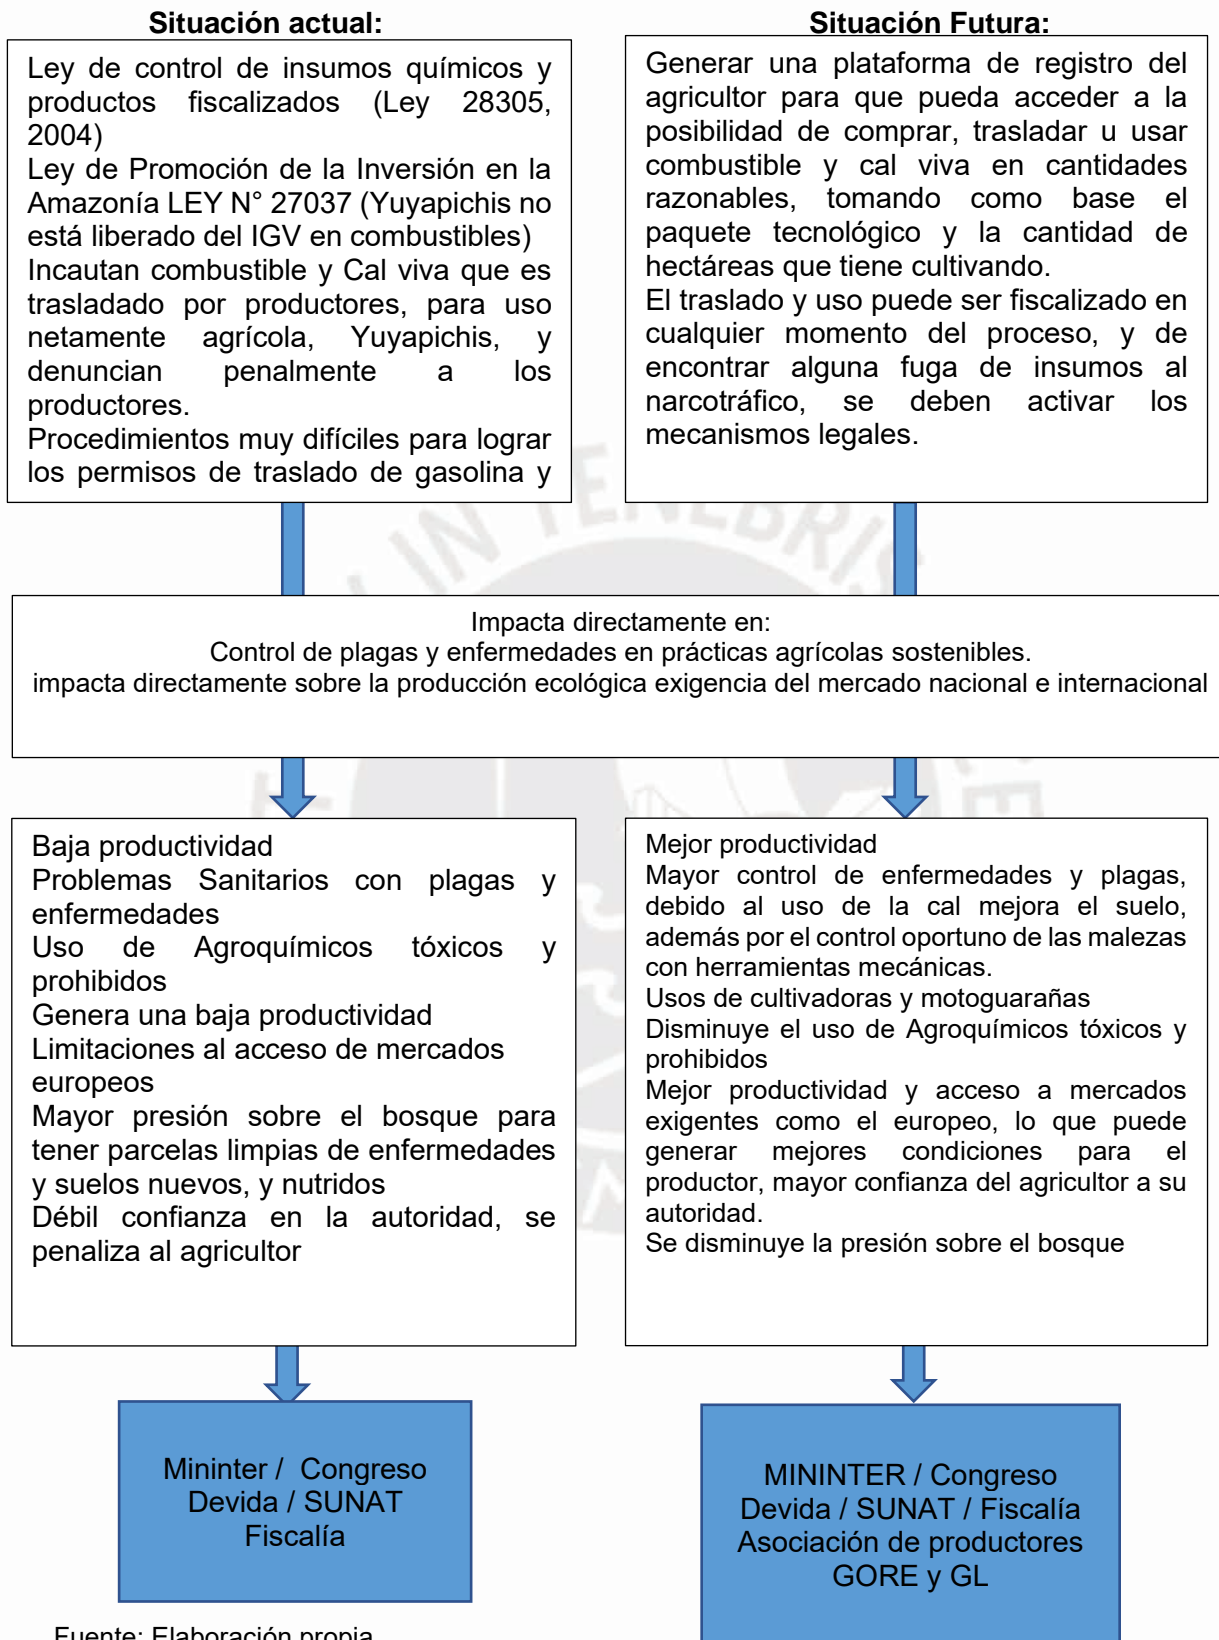 Situación actual:
Ley de control de insumos químicos y
productos fiscalizados (Ley 28305,
2004)
Ley de Promoción de la Inversión en la
Amazonía LEY N° 27037 (Yuyapichis no
está liberado del IGV en combustibles)
Incautan combustible y Cal viva que es
trasladado por productores, para uso
netamente agrícola, Yuyapichis, y
denuncian penalmente a los
productores.
Procedimientos muy difíciles para lograr
los permisos de traslado de gasolina y
Situación Futura:
Generar una plataforma de registro del
agricultor para que pueda acceder a la
posibilidad de comprar, trasladar u usar
combustible y cal viva en cantidades
razonables, tomando como base el
paquete tecnológico y la cantidad de
hectáreas que tiene cultivando.
El traslado y uso puede ser fiscalizado en
cualquier momento del proceso, y de
encontrar alguna fuga de insumos al
narcotráfico, se deben activar los
mecanismos legales.
IN TENEBRIS
Impacta directamente en:
Control de plagas y enfermedades en prácticas agrícolas sostenibles.
impacta directamente sobre la producción ecológica exigencia del mercado nacional e internacional
Baja productividad
Problemas Sanitarios con plagas y
enfermedades
Uso de Agroquímicos tóxicos y
prohibidos
Genera una baja productividad
Limitaciones al acceso de mercados
europeos
Mayor presión sobre el bosque para
tener parcelas limpias de enfermedades
y suelos nuevos, y nutridos
Débil confianza en la autoridad, se
penaliza al agricultor
Mejor productividad
Mayor control de enfermedades y plagas,
debido al uso de la cal mejora el suelo,
además por el control oportuno de las malezas
con herramientas mecánicas.
Usos de cultivadoras y motoguarañas
Disminuye el uso de Agroquímicos tóxicos y
prohibidos
Mejor productividad y acceso a mercados
exigentes como el europeo, lo que puede
generar mejores condiciones para el
productor, mayor confianza del agricultor a su
autoridad.
Se disminuye la presión sobre el bosque
Mininter / Congreso
Devida / SUNAT
Fiscalía
MININTER / Congreso
Devida / SUNAT / Fiscalía
Asociación de productores
GORE y GL
Fuente: Elaboración propia